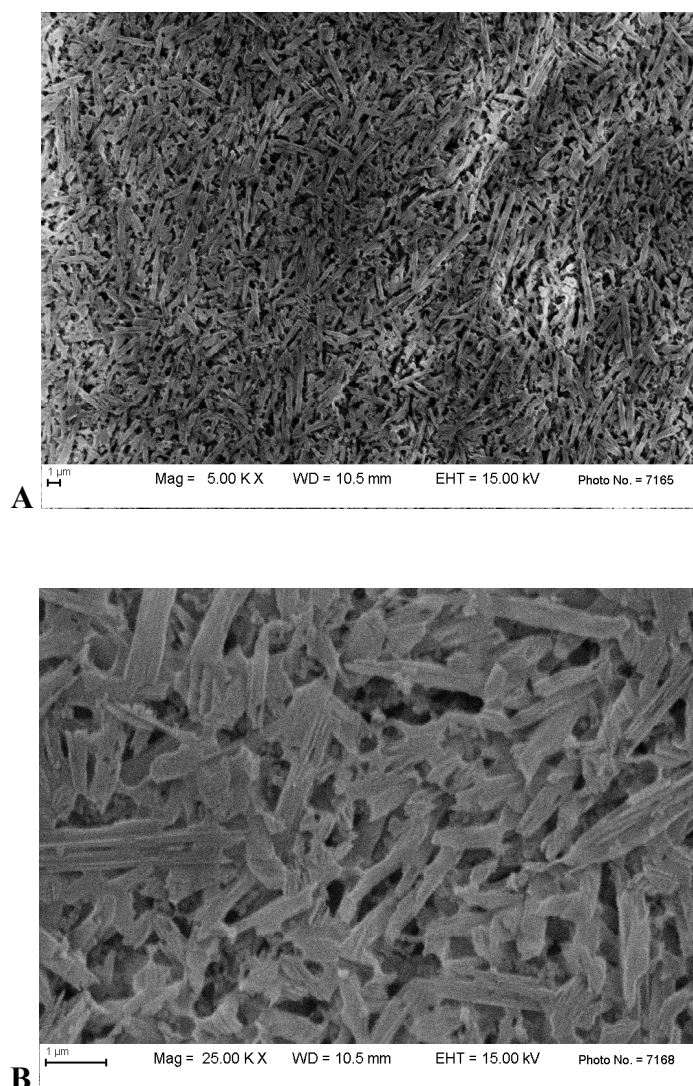 1 µm Mag = 5.00 K X WD = 10.5 mm EHT = 15.00 kV Photo No. = 7165
A
1 µm Mag = 25.00 K X WD = 10.5 mm EHT = 15.00 kV Photo No. = 7168
B